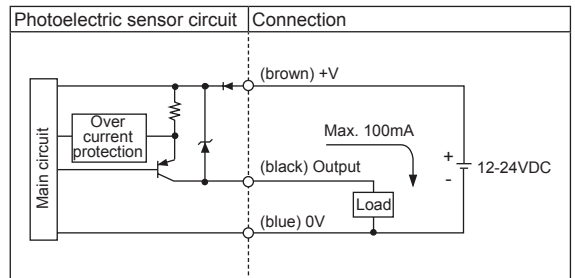 Photoelectric sensor circuit
Connection
(brown) +V
Over
current
protection
Main circuit
Max. 100mA
+
-
12-24VDC
(black) Output
Load
(blue) 0V